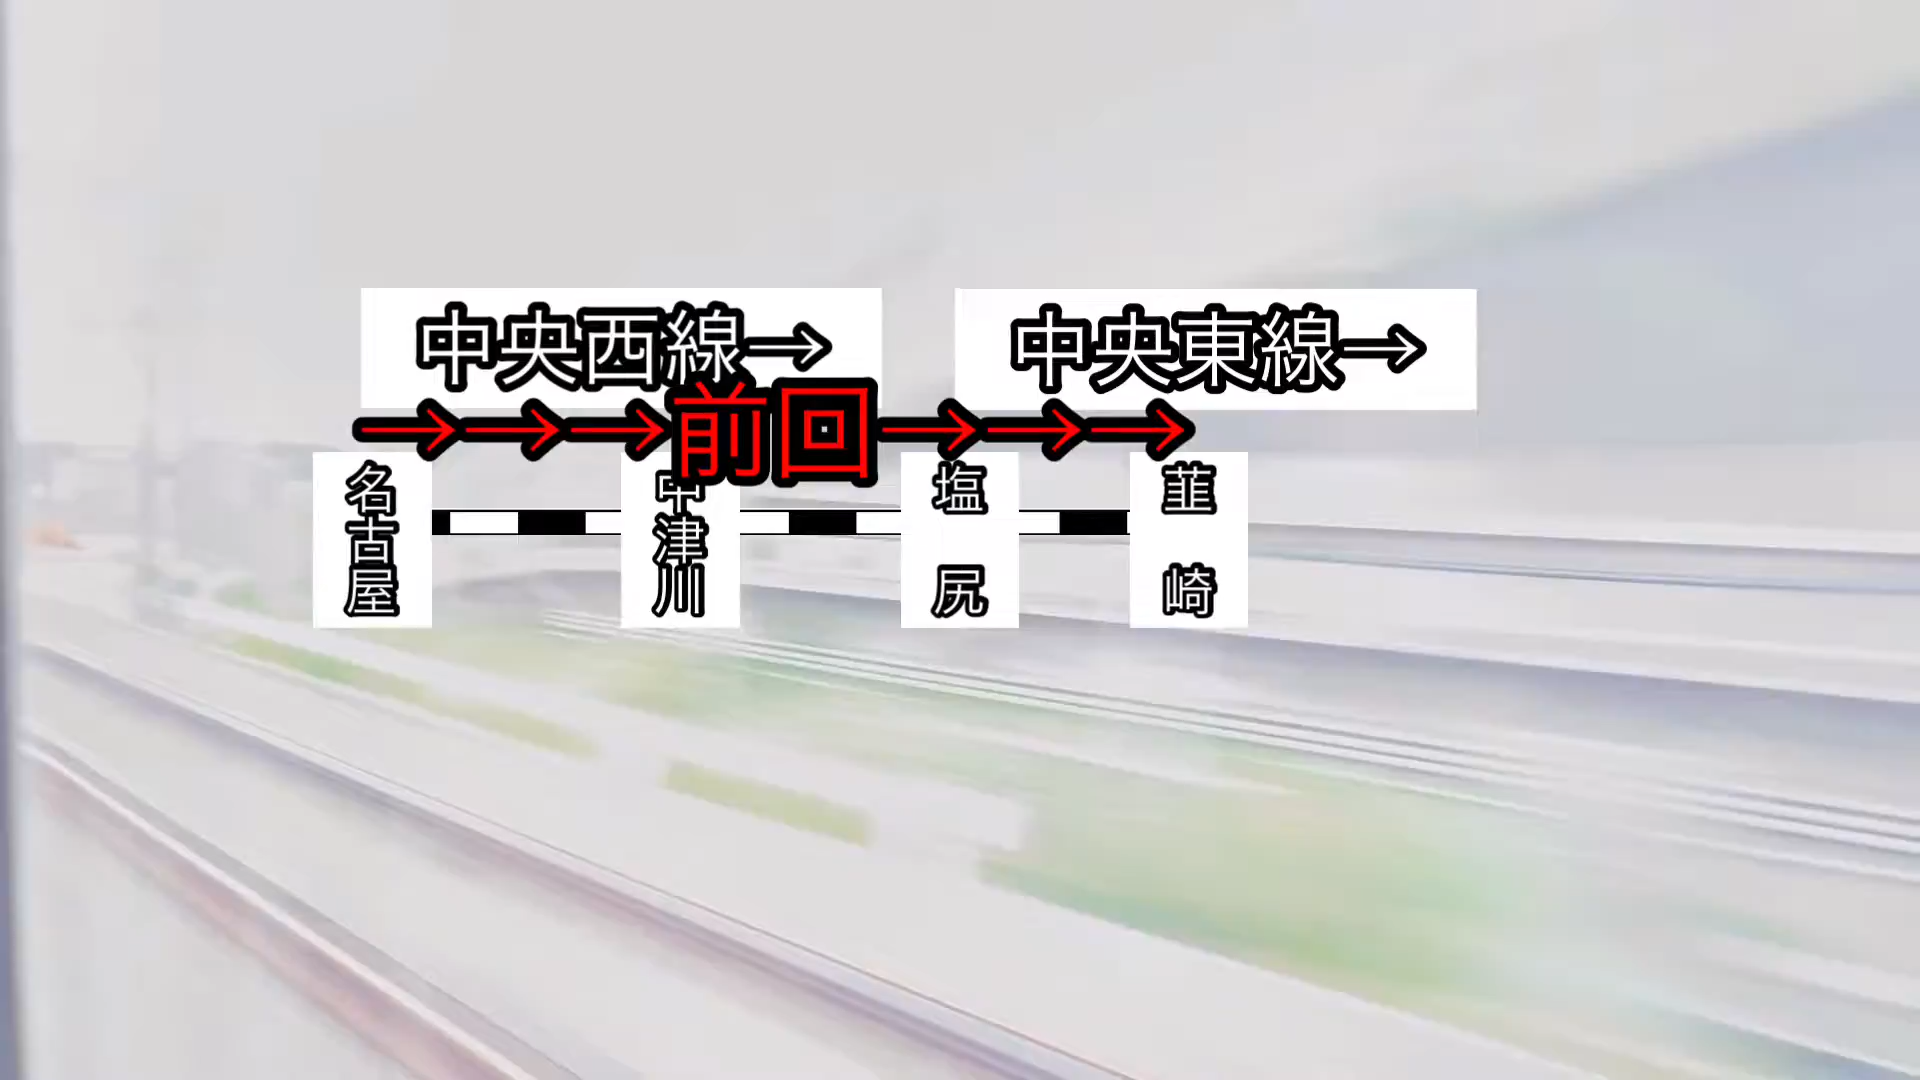 中央西線→
中央東線→
→→→前回→→→
名古屋
中津川
塩尻
韮崎